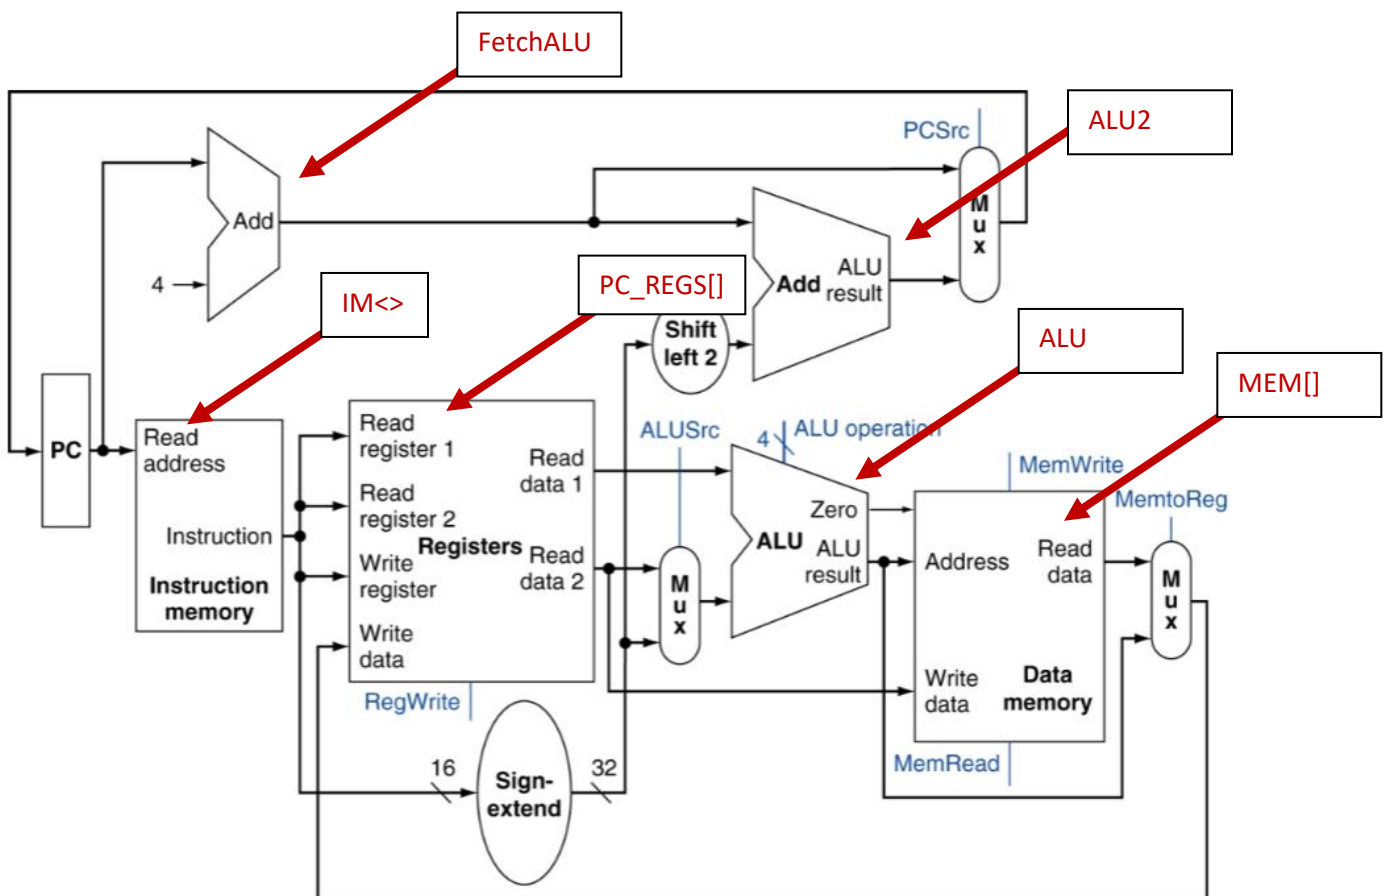 FetchALU
ALU2
PCSrc
M
u
x
Add
4
Add
ALU
result
IM<>
PC_REGS[]
Shift
left 2
ALU
MEM[]
PC
Read
address
Instruction
Instruction
memory
Read
register 1
Read
register 2
Registers
Write
register
Write
data
Read
data 1
Read
data 2
RegWrite
ALUSrc
M
u
x
4
ALU operation
Zero
ALU
ALU
result
MemWrite
MemtoReg
Address
Read
data
Write
data
Data
memory
MemRead
M
u
x
16
Sign-
extend
32